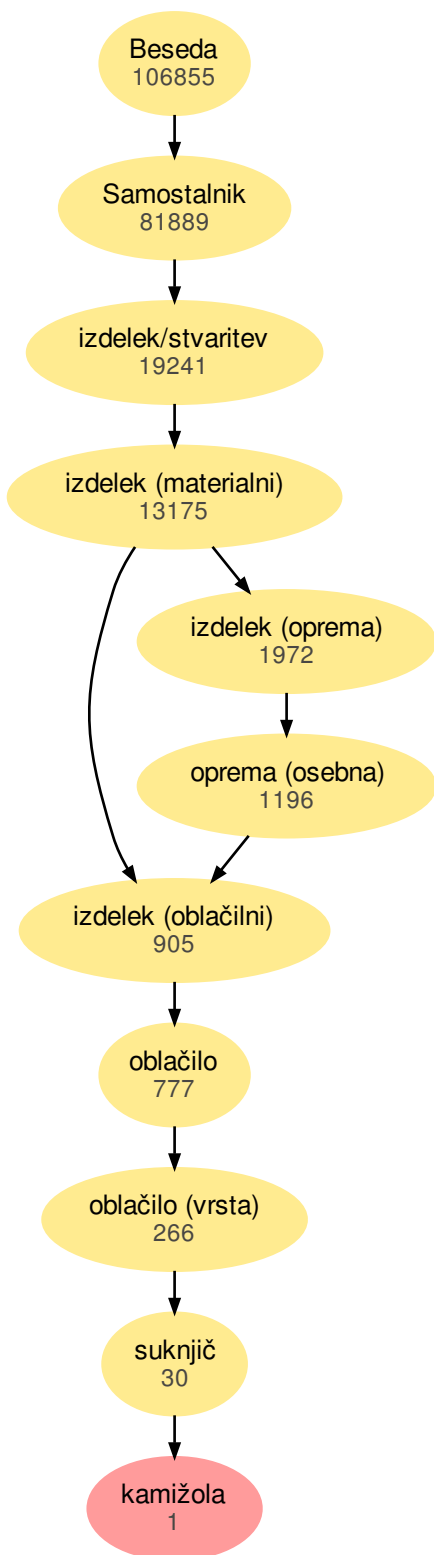 Beseda
106855
Samostalnik
81889
izdelek/stvaritev
19241
izdelek (materialni)
13175
izdelek (oprema)
1972
oprema (osebna)
1196
izdelek (oblačilni)
905
oblačilo
777
oblačilo (vrsta)
266
suknjič
30
kamižola
1